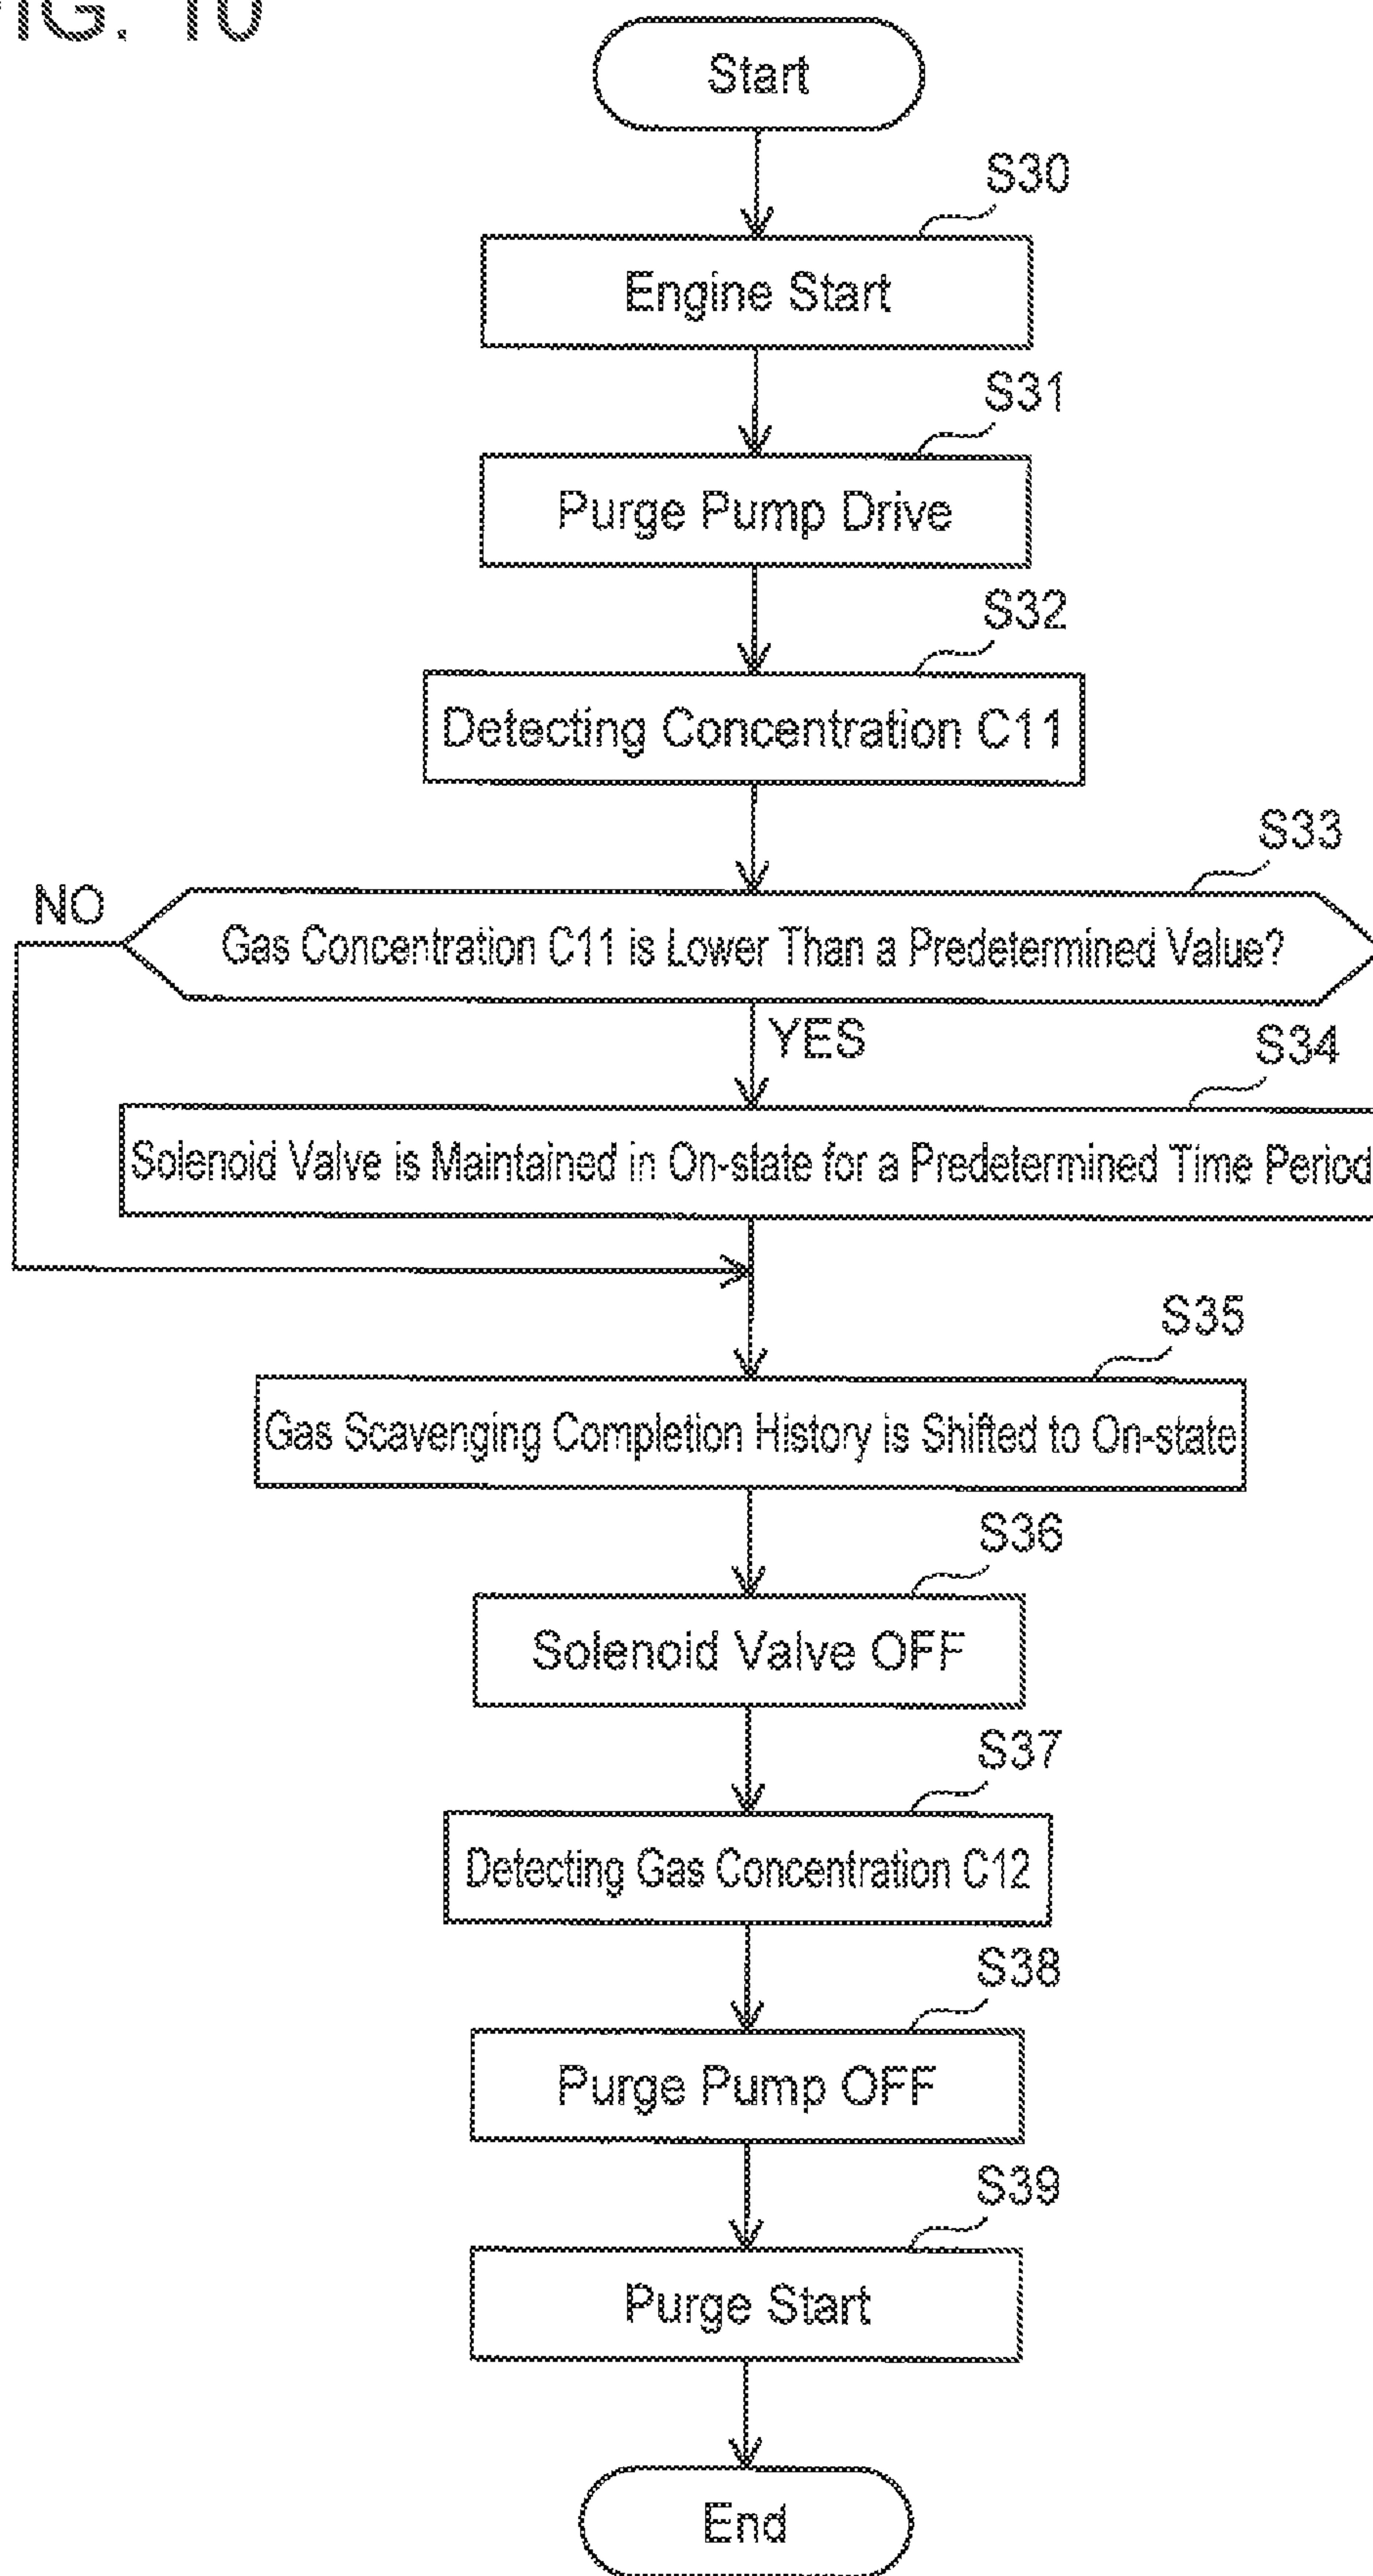 FIG. 10
Start
S30
Engine Start
S31
Purge Pump Drive
S32
Detecting Concentration C11
S33
NO
Gas Concentration C11 is Lower Than a Predetermined Value?
YES
S34
Solenoid Valve is Maintained in On-state for a Predetermined Time Period
S35
Gas Scavenging Completion History is Shifted to On-state
S36
Solenoid Valve OFF
S37
Detecting Gas Concentration C12
S38
Purge Pump OFF
S39
Purge Start
End